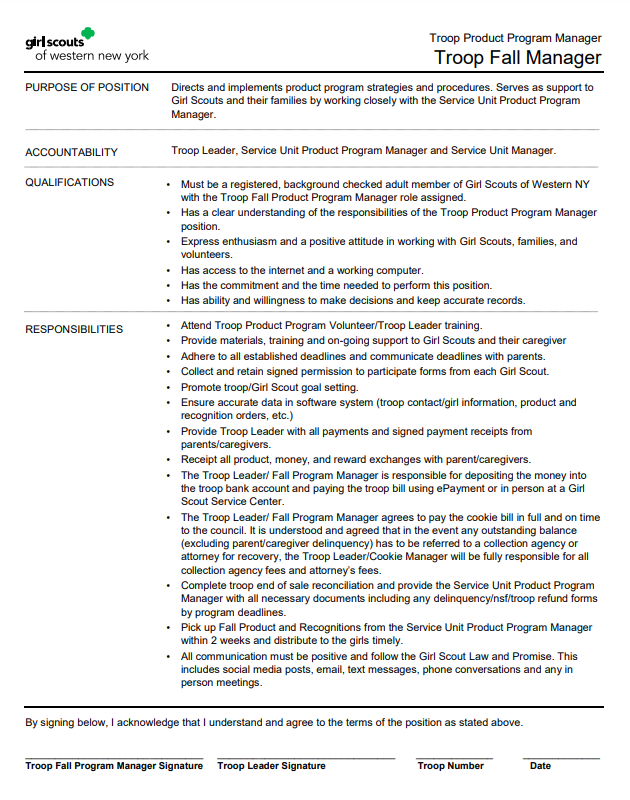 girl scouts
of western new york
Troop Product Program Manager
Troop Fall Manager
PURPOSE OF POSITION
Directs and implements product program strategies and procedures. Serves as support to
Girl Scouts and their families by working closely with the Service Unit Product Program
Manager.
ACCOUNTABILITY
Troop Leader, Service Unit Product Program Manager and Service Unit Manager.
QUALIFICATIONS
• Must be a registered, background checked adult member of Girl Scouts of Western NY
with the Troop Fall Product Program Manager role assigned.
• Has a clear understanding of the responsibilities of the Troop Product Program Manager
position.
• Express enthusiasm and a positive attitude in working with Girl Scouts, families, and
volunteers.
• Has access to the internet and a working computer.
• Has the commitment and the time needed to perform this position.
• Has ability and willingness to make decisions and keep accurate records.
RESPONSIBILITIES
• Attend Troop Product Program Volunteer/Troop Leader training.
• Provide materials, training and on-going support to Girl Scouts and their caregiver
• Adhere to all established deadlines and communicate deadlines with parents.
• Collect and retain signed permission to participate forms from each Girl Scout.
• Promote troop/Girl Scout goal setting.
• Ensure accurate data in software system (troop contact/girl information, product and
recognition orders, etc.)
• Provide Troop Leader with all payments and signed payment receipts from
parents/caregivers.
• Receipt all product, money, and reward exchanges with parent/caregivers.
• The Troop Leader/ Fall Program Manager is responsible for depositing the money into
the troop bank account and paying the troop bill using ePayment or in person at a Girl
Scout Service Center.
• The Troop Leader/ Fall Program Manager agrees to pay the cookie bill in full and on time
to the council. It is understood and agreed that in the event any outstanding balance
(excluding parent/caregiver delinquency) has to be referred to a collection agency or
attorney for recovery, the Troop Leader/Cookie Manager will be fully responsible for all
collection agency fees and attorney's fees.
• Complete troop end of sale reconciliation and provide the Service Unit Product Program
Manager with all necessary documents including any delinquency/nsf/troop refund forms
by program deadlines.
• Pick up Fall Product and Recognitions from the Service Unit Product Program Manager
within 2 weeks and distribute to the girls timely.
• All communication must be positive and follow the Girl Scout Law and Promise. This
includes social media posts, email, text messages, phone conversations and any in
person meetings.
By signing below, I acknowledge that I understand and agree to the terms of the position as stated above.
Troop Fall Program Manager Signature Troop Leader Signature Troop Number Date